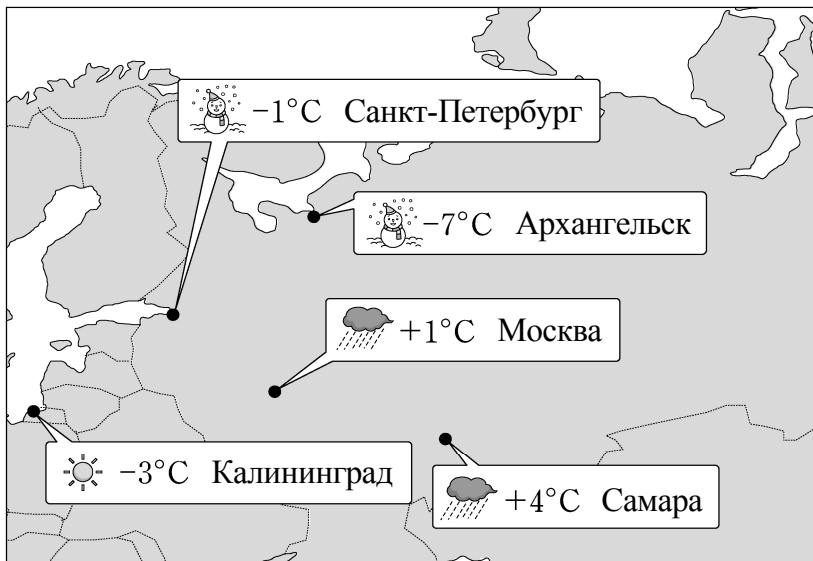 -1°C Санкт-Петербург
-7°C Архангельск
+1°C Москва
-3°C Калининград
+4°C Самара